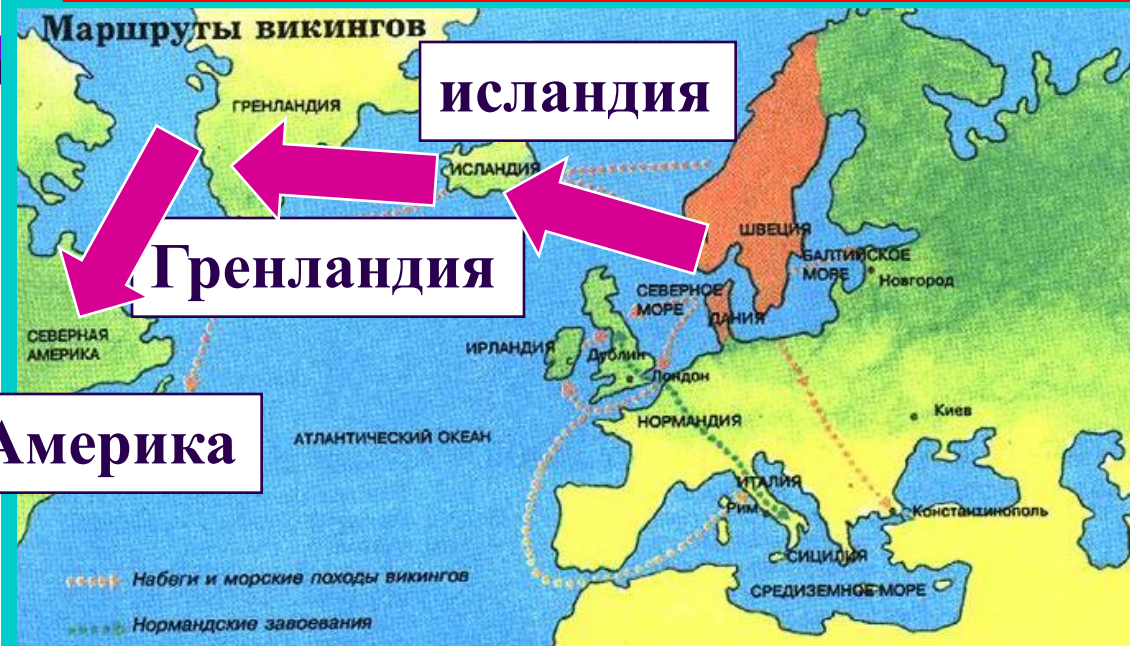 Маршруты викингов
исландия
ГРЕНЛАНДИЯ
ИСЛАНДИЯ
Гренландия
ШВЕЦИЯ
БАЛТИЙСКОЕ
МОРЕ
Новгород
СЕВЕРНОЕ
МОРЕ
ДАНИЯ
СЕВЕРНАЯ
АМЕРИКА
ИРЛАНДИЯ
Дублин
Лондон
Америка
НОРМАНДИЯ
Киев
АТЛАНТИЧЕСКИЙ ОКЕАН
ИТАЛИЯ
Рим
Константинополь
СИЦИЛИЯ
СРЕДИЗЕМНОЕ МОРЕ
Набеги и морские походы викингов
Нормандские завоевания